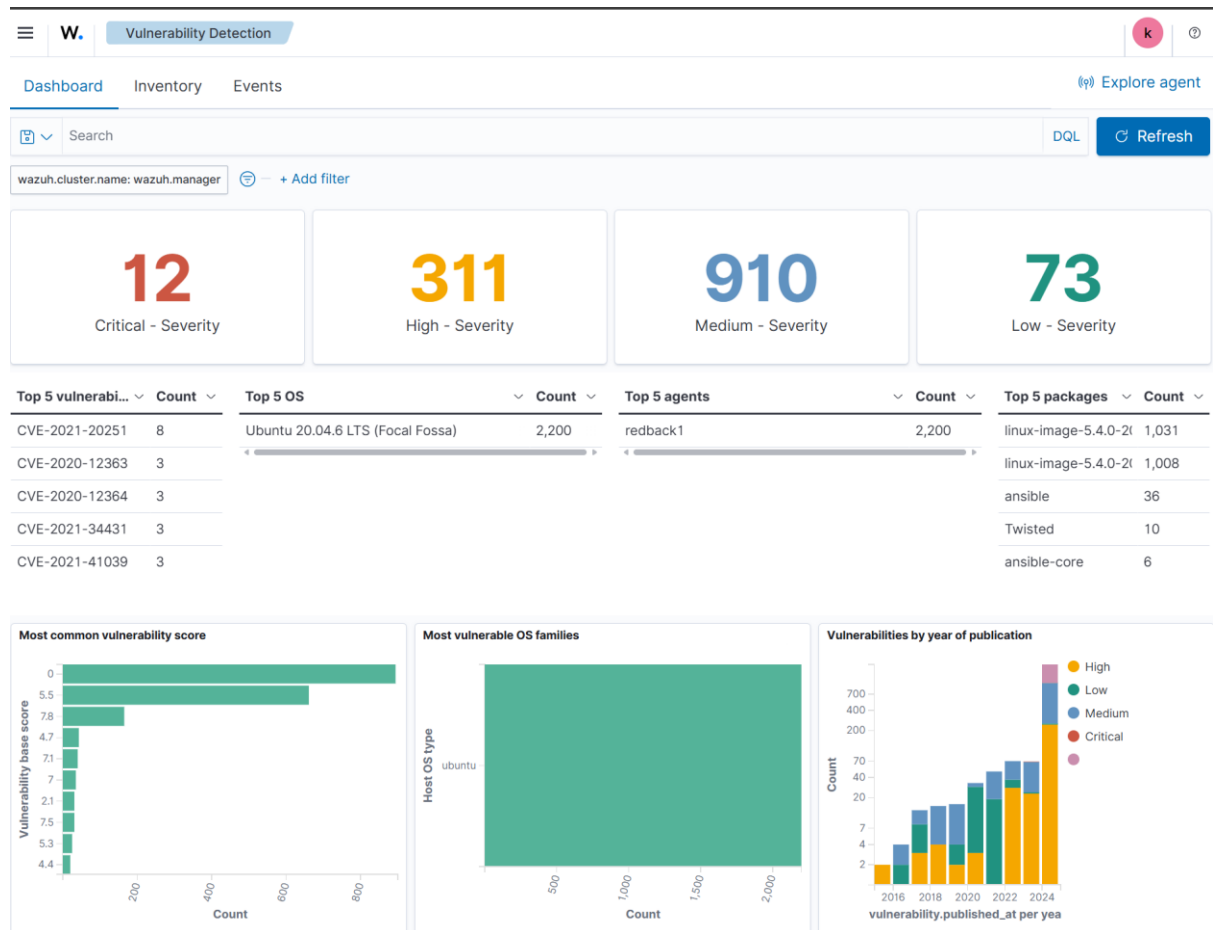 W. Vulnerability Detection k
Dashboard Inventory Events Explore agent
Search DQL Refresh
wazuh.cluster.name: wazuh.manager + Add filter
12 311 910 73
Critical - Severity High - Severity Medium - Severity Low - Severity
Top 5 vulnerabi... Count Top 5 OS Count Top 5 agents Count Top 5 packages Count
CVE-2021-20251 8 Ubuntu 20.04.6 LTS (Focal Fossa) 2,200 redback1 2,200 linux-image-5.4.0-2( 1,031
CVE-2020-12363 3 linux-image-5.4.0-2( 1,008
CVE-2020-12364 3 ansible 36
CVE-2021-34431 3 Twisted 10
CVE-2021-41039 3 ansible-core 6
Most common vulnerability score
Vulnerability base score
0
5.5
7.8
4.7
7.1
7
2.1
7.5
5.3
4.4
200 400 600 800
Count
Most vulnerable OS families
Host OS type
ubuntu
500 1,000 1,500 2,000
Count
Vulnerabilities by year of publication
Count
700
400
200
70
40
20
7
4
2
2016 2018 2020 2022 2024
vulnerability.published_at per yea
High
Low
Medium
Critical